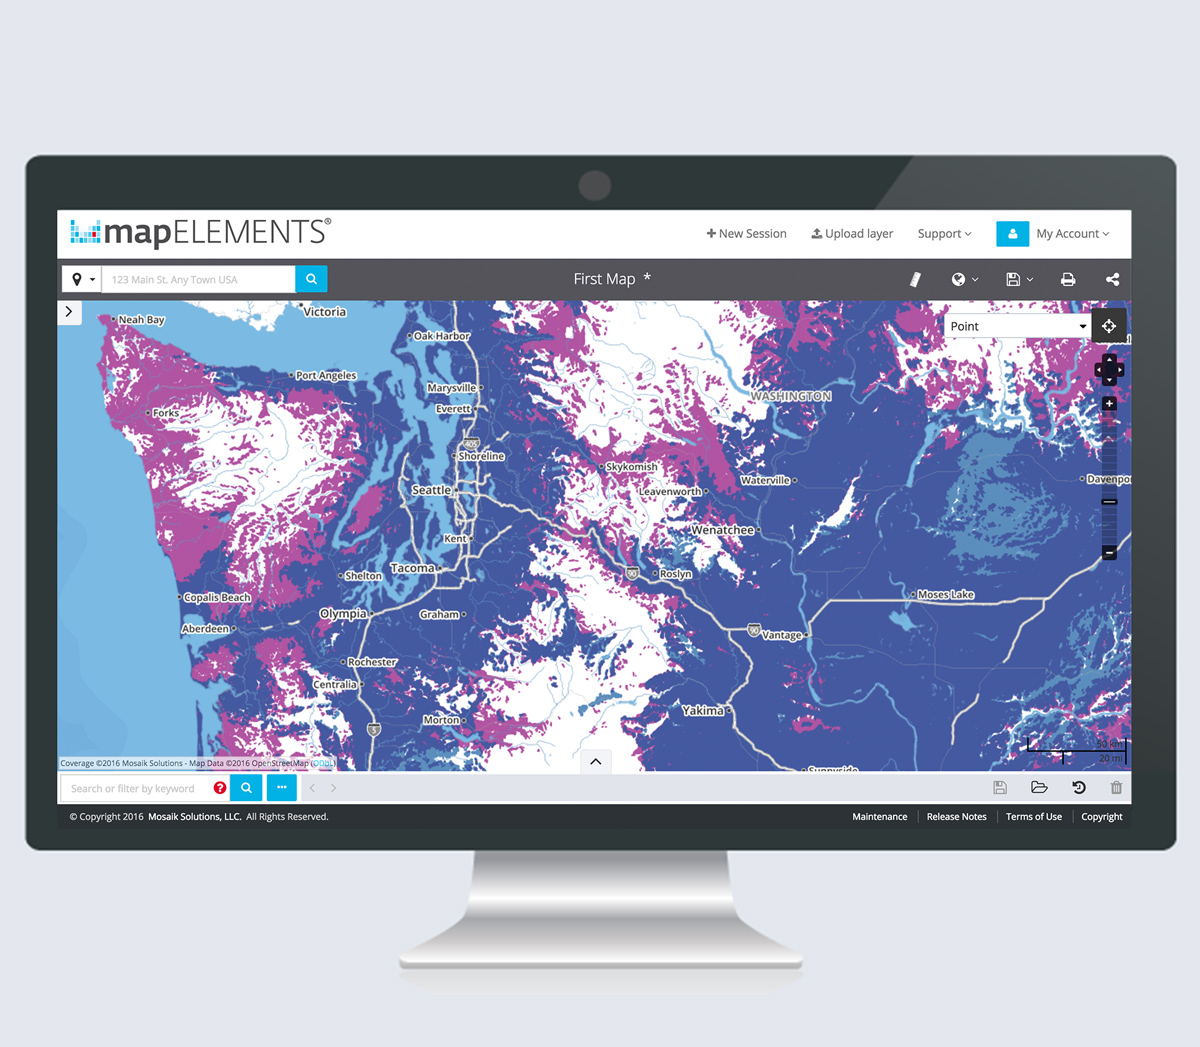 mapELEMENTS®
New Session
Upload layer
Support
My Account
123 Main St, Any Town USA
First Map *
Point
Neah Bay
Victoria
Oak Harbor
Port Angeles
Marysville
Everett
WASHINGTON
Forks
405
Shoreline
Skykomish
Seattle
Leavenworth
Waterville
Davenpor
Wenatchee
Kent
Tacoma
Shelton
90
Roslyn
Copalis Beach
Olympia
Graham
Moses Lake
Aberdeen
90
Vantage
Rochester
Centralia
Morton
Yakima
5
50 km
20 mi
Sunnyside
Coverage ©2016 Mosaik Solutions - Map Data ©2016 OpenStreetMap (ODbL)
Search or filter by keyword ?
© Copyright 2016 Mosaik Solutions, LLC. All Rights Reserved.
Maintenance
Release Notes
Terms of Use
Copyright